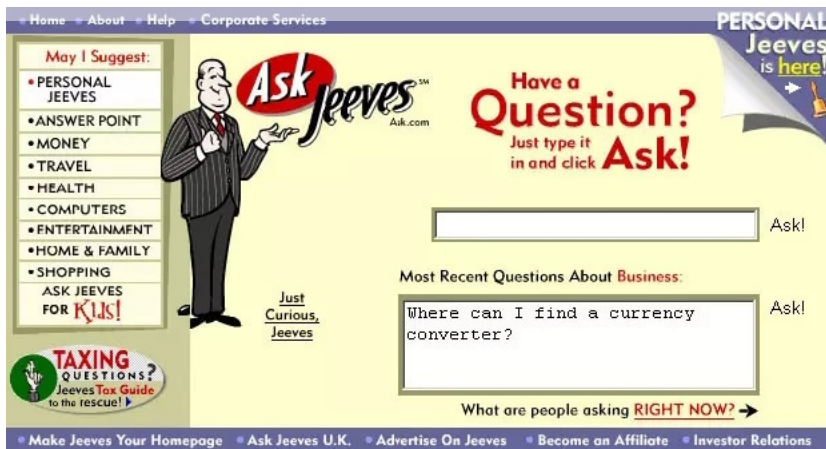 Home About Help Corporate Services
PERSONAL
Jeeves
is here!
May I Suggest:
PERSONAL
JEEVES
ANSWER POINT
MONEY
TRAVEL
HEALTH
COMPUTERS
ENTERTAINMENT
HOME & FAMILY
SHOPPING
ASK JEEVES
FOR Kids!
TAXING
QUESTIONS?
Jeeves Tax Guide
to the rescue!
Ask
Jeeves SM
Ask.com
Just
Curious,
Jeeves
Have a
Question?
Just type it
in and click Ask!
Ask!
Most Recent Questions About Business:
Where can I find a currency
converter?
Ask!
What are people asking RIGHT NOW?
Make Jeeves Your Homepage Ask Jeeves U.K. Advertise On Jeeves Become an Affiliate Investor Relations